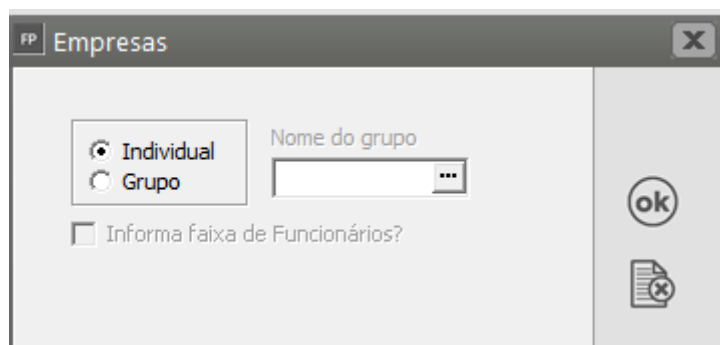 FP Empresas
Individual
Grupo
Nome do grupo
...
Informa faixa de Funcionários?
ok